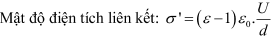 Mật độ điện tích liên kết: σ' = (ε − 1) ε₀. U/d